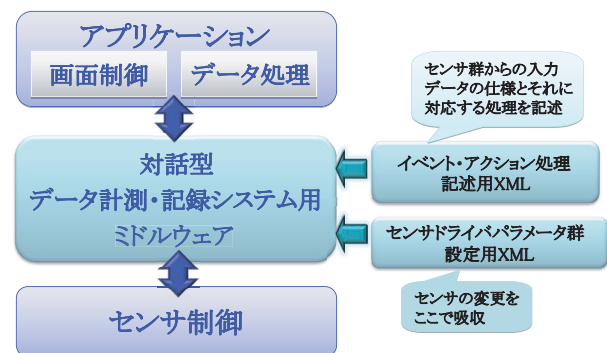 アプリケーション
画面制御
データ処理
センサ群からの入力
データの仕様とそれに
対応する処理を記述
対話型
データ計測・記録システム用
ミドルウェア
イベント・アクション処理
記述用XML
センサドライバパラメータ群
設定用XML
センサの変更を
ここで吸収
センサ制御